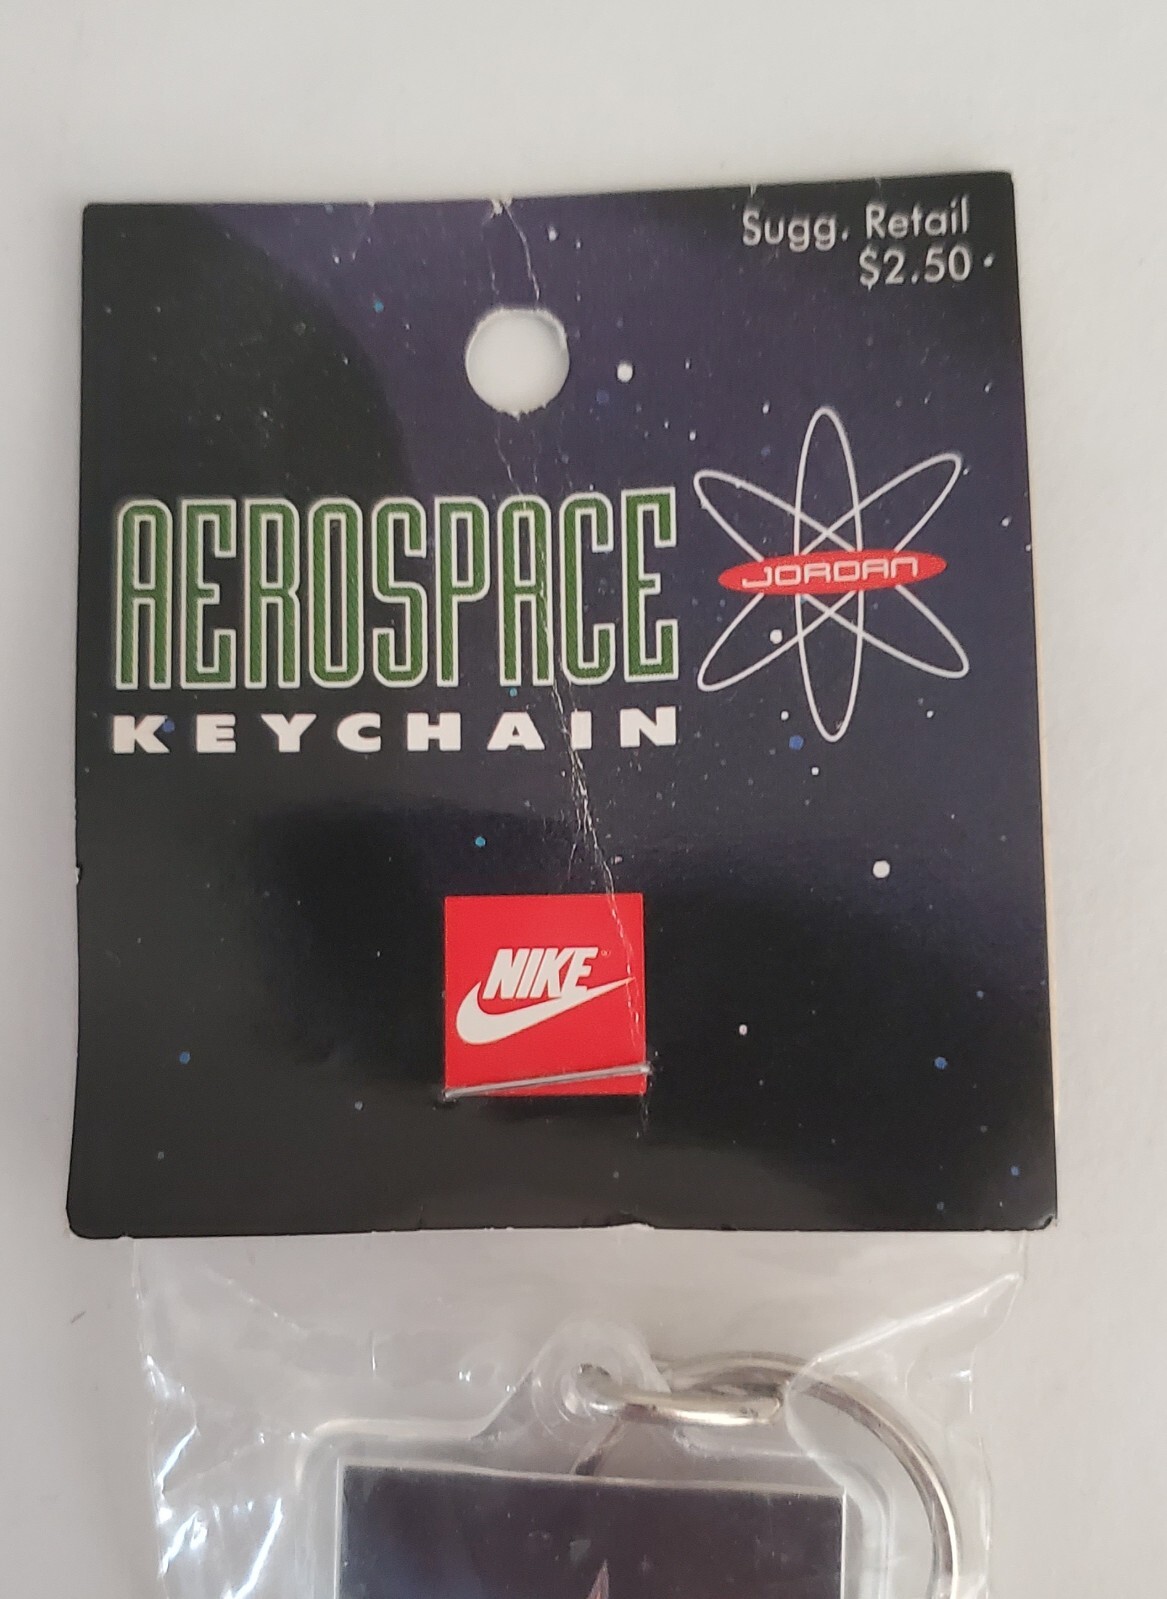 Sugg. Retail
$2.50
AEROSPACE
JORDAN
KEYCHAIN
NIKE